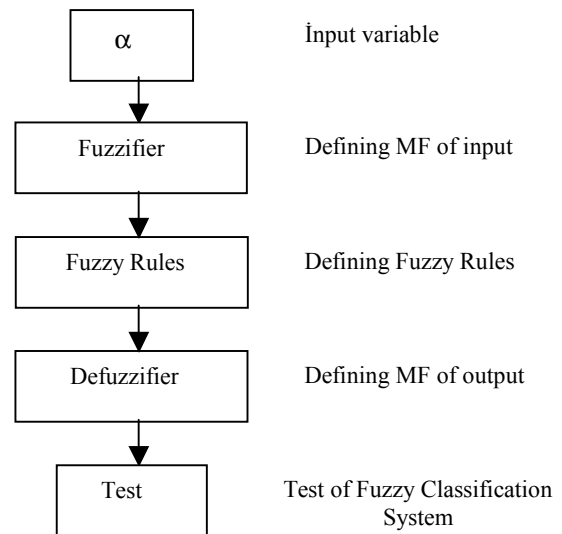 α
İnput variable
Fuzzifier
Defining MF of input
Fuzzy Rules
Defining Fuzzy Rules
Defuzzifier
Defining MF of output
Test
Test of Fuzzy Classification
System